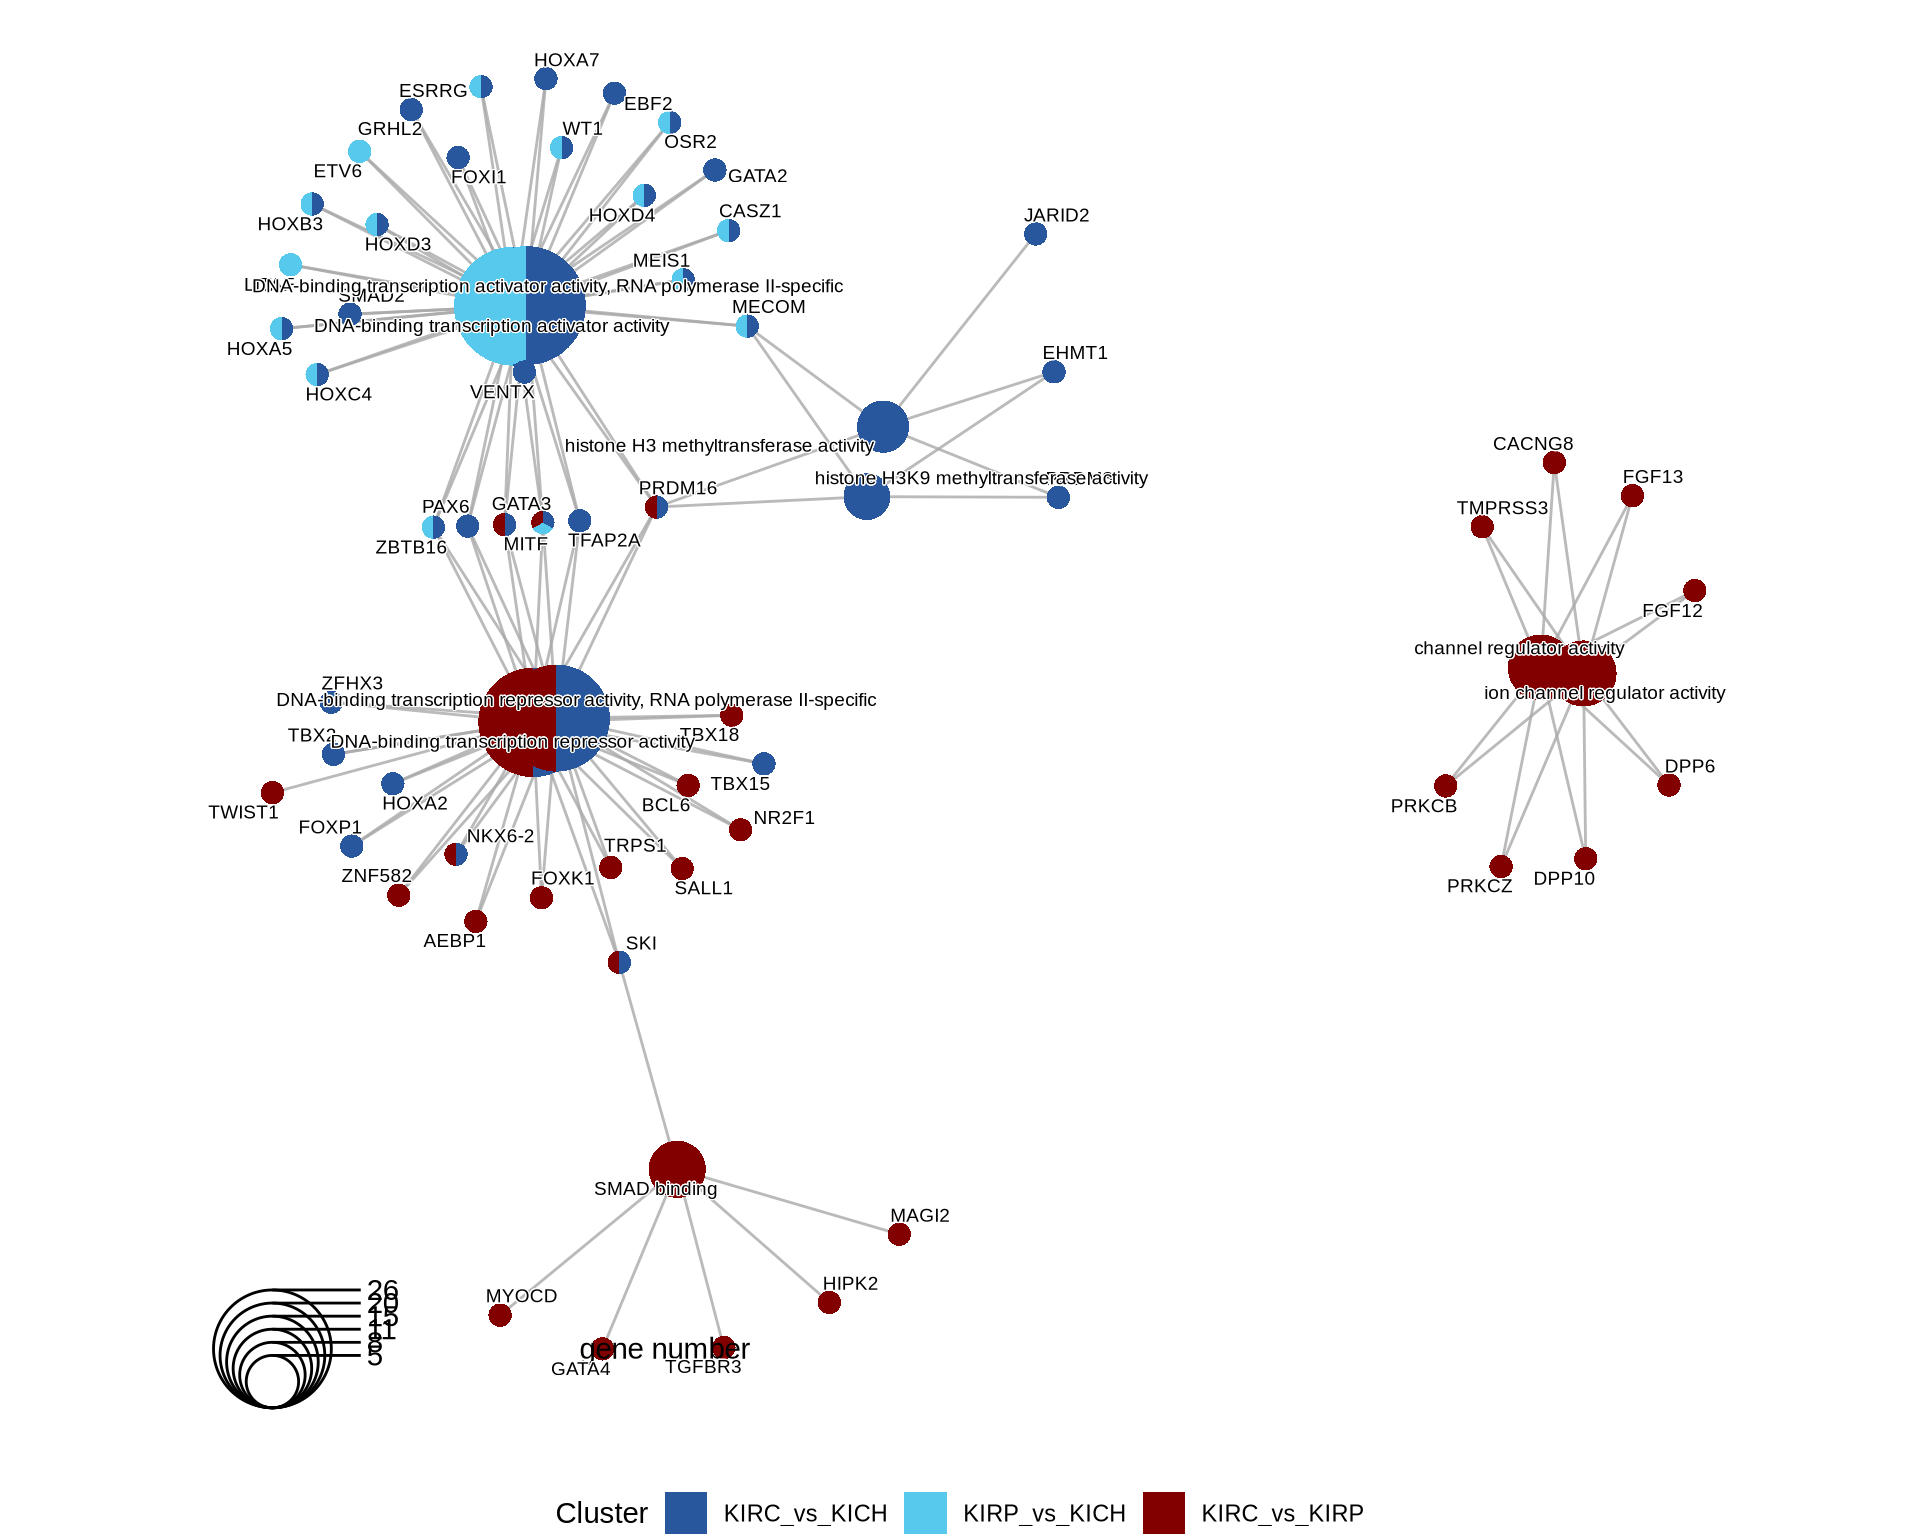 HOXA7
ESRRG
EBF2
GRHL2
WT1
OSR2
ETV6
FOXI1
GATA2
HOXB3
HOXD4
CASZ1
JARID2
HOXD3
MEIS1
DNA-binding transcription activator activity, RNA polymerase II-specific
SMAD2
MECOM
DNA-binding transcription activator activity
HOXA5
EHMT1
HOXC4
VENTX
histone H3 methyltransferase activity
CACNG8
histone H3K9 methyltransferase activity
FGF13
PRDM16
PAX6
GATA3
TMPRSS3
ZBTB16
MITF
TFAP2A
FGF12
channel regulator activity
ZFHX3
ion channel regulator activity
DNA-binding transcription repressor activity, RNA polymerase II-specific
TBX2
TBX18
DNA-binding transcription repressor activity
DPP6
TBX15
TWIST1
HOXA2
BCL6
PRKCB
FOXP1
NKX6-2
NR2F1
TRPS1
ZNF582
FOXK1
SALL1
PRKCZ
DPP10
AEBP1
SKI
SMAD binding
MAGI2
HIPK2
MYOCD
26
20
15
11
8
5
gene number
GATA4
TGFBR3
Cluster
KIRC_vs_KICH
KIRP_vs_KICH
KIRC_vs_KIRP